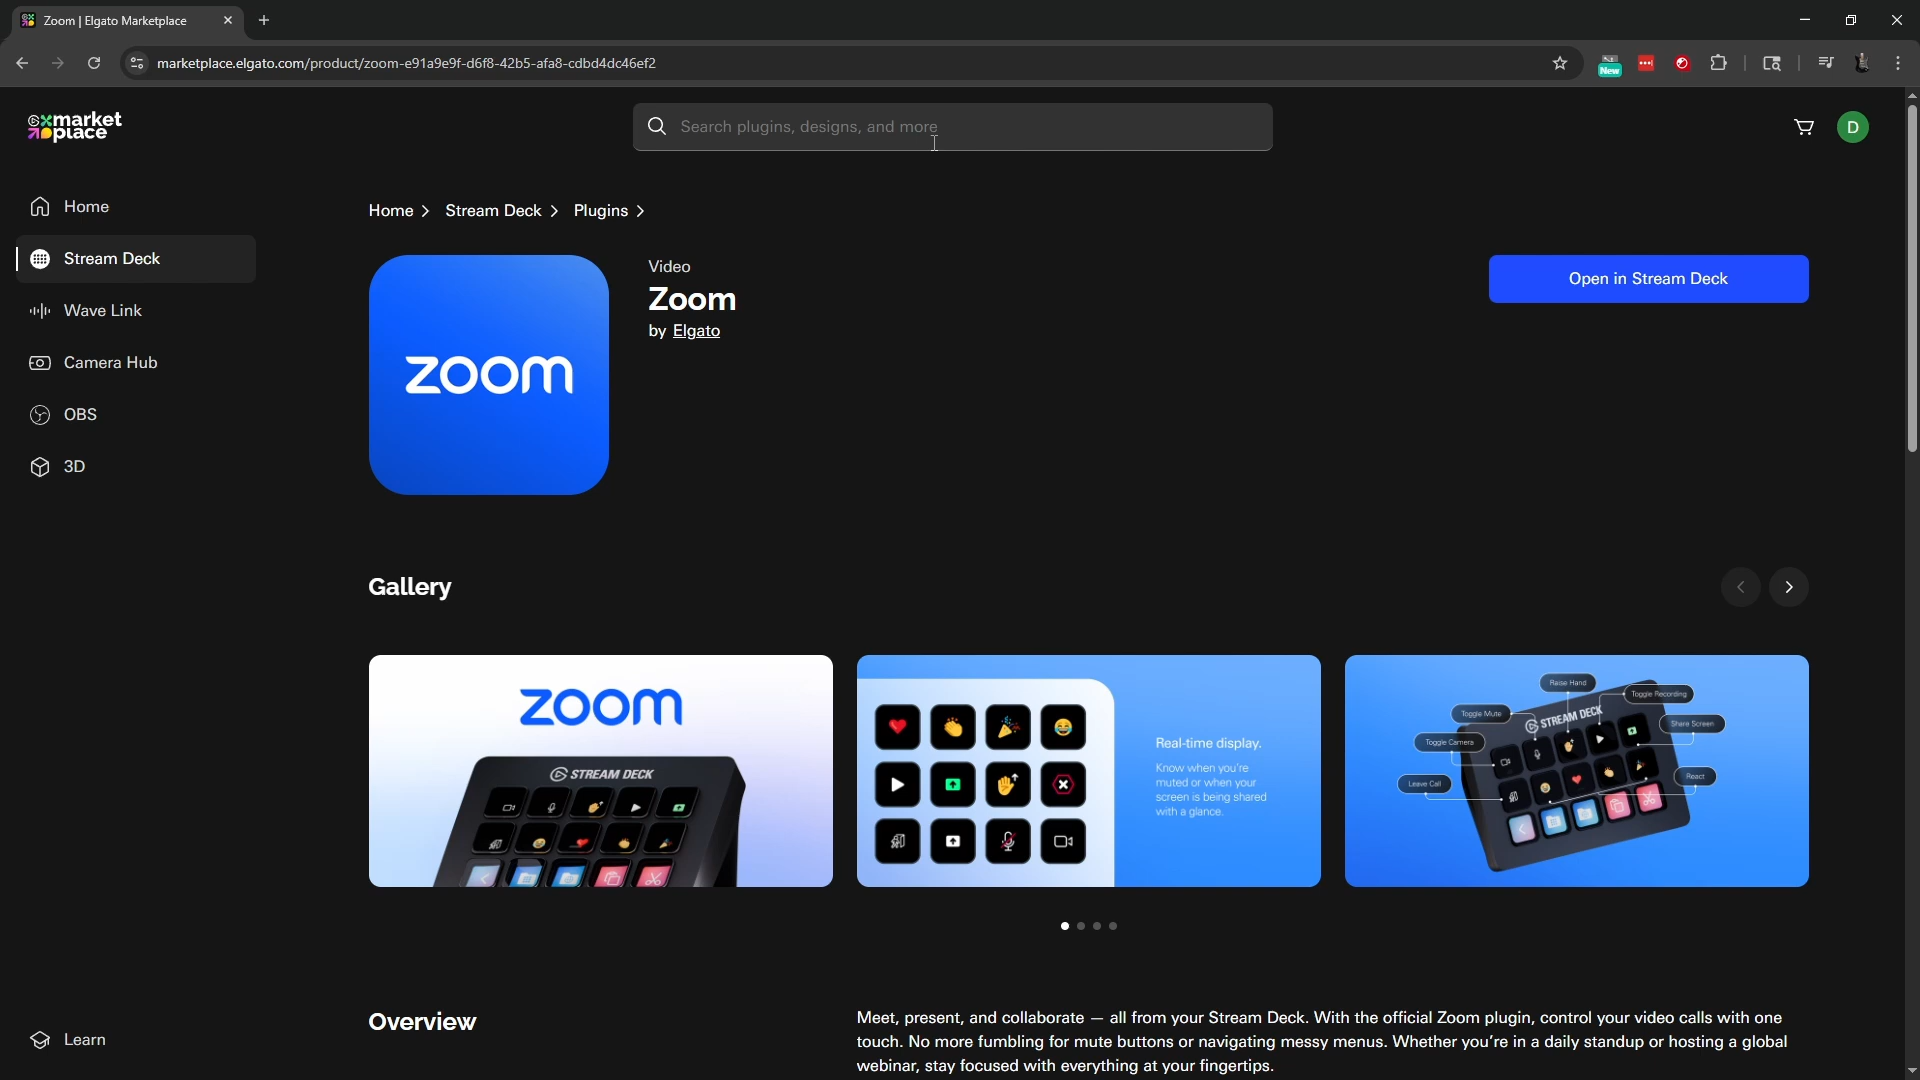 Zoom | Elgato Marketplace
marketplace.elgato.com/product/zoom-e91a9e9f-d6f8-42b5-afa8-cdbd4dc46ef2
New
market
place
Search plugins, designs, and more
D
Home
Stream Deck
Wave Link
Camera Hub
OBS
3D
Learn
Home > Stream Deck > Plugins >
zoom
Video
Zoom
by Elgato
Open in Stream Deck
Gallery
zoom
STREAM DECK
Real-time display.
Know when you're
muted or when your
screen is being shared
with a glance.
Raise Hand
Toggle Recording
Toggle Mute
STREAM DECK
Share Screen
Toggle Camera
React
Leave Call
Overview
Meet, present, and collaborate — all from your Stream Deck. With the official Zoom plugin, control your video calls with one
touch. No more fumbling for mute buttons or navigating messy menus. Whether you're in a daily standup or hosting a global
webinar, stay focused with everything at your fingertips.